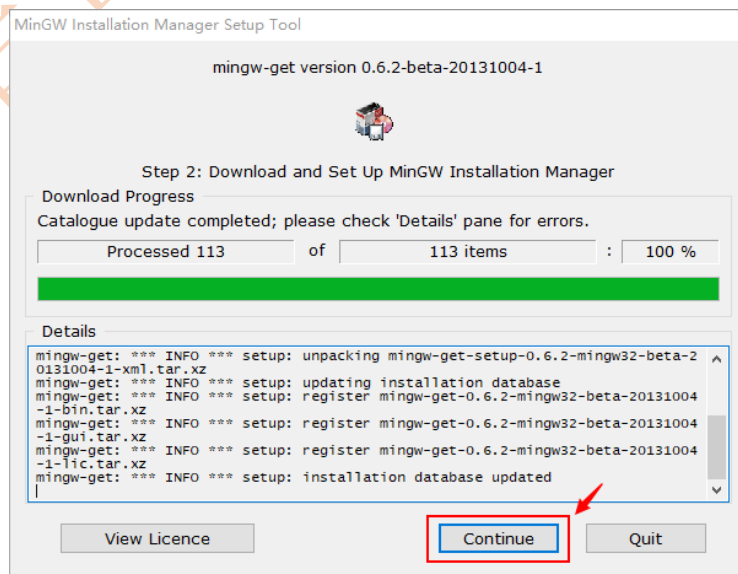 MinGW Installation Manager Setup Tool
mingw-get version 0.6.2-beta-20131004-1
Step 2: Download and Set Up MinGW Installation Manager
Download Progress
Catalogue update completed; please check 'Details' pane for errors.
Processed 113 of 113 items : 100 %
Details
mingw-get: *** INFO *** setup: unpacking mingw-get-setup-0.6.2-mingw32-beta-2
0131004-1-xml.tar.xz
mingw-get: *** INFO *** setup: updating installation database
mingw-get: *** INFO *** setup: register mingw-get-0.6.2-mingw32-beta-20131004
-1-bin.tar.xz
mingw-get: *** INFO *** setup: register mingw-get-0.6.2-mingw32-beta-20131004
-1-gui.tar.xz
mingw-get: *** INFO *** setup: register mingw-get-0.6.2-mingw32-beta-20131004
-1-lic.tar.xz
mingw-get: *** INFO *** setup: installation database updated
View Licence Continue Quit